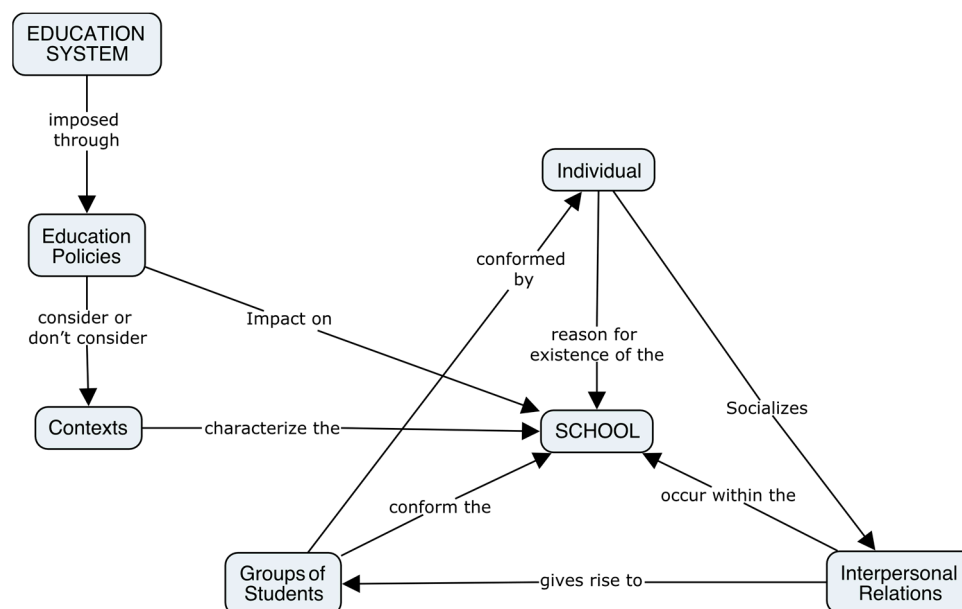 EDUCATION
SYSTEM
imposed
through
Individual
Education
Policies
conformed
by
consider or
don't consider
Impact on
reason for
existence of the
Socializes
Contexts
characterize the
SCHOOL
occur within the
conform the
Groups of
Students
gives rise to
Interpersonal
Relations